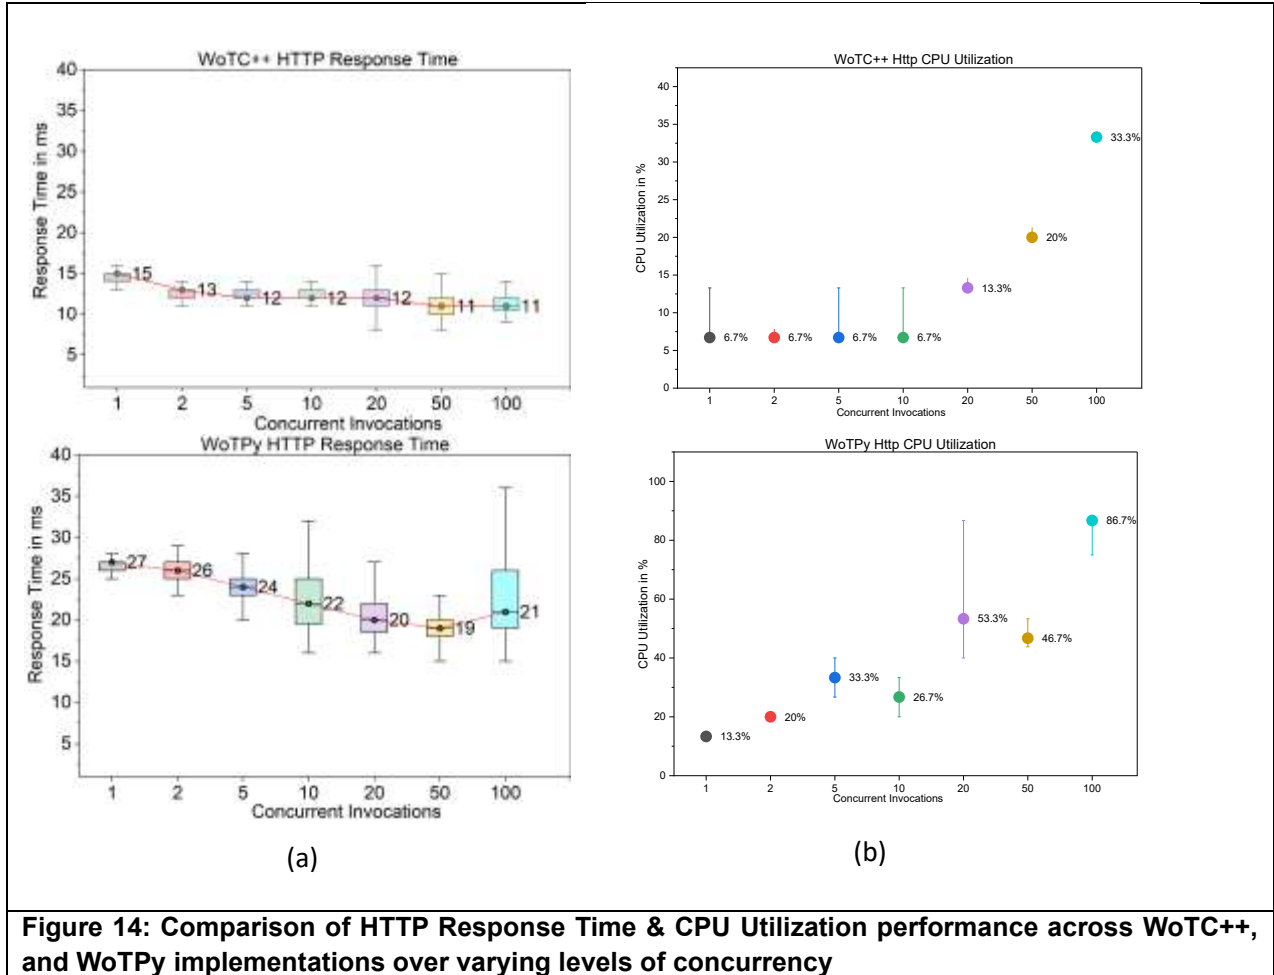 WoTC++ HTTP Response Time
40
35
30
25
20
15
10
5
Response Time in ms
15
13
12
12
12
11
11
1 2 5 10 20 50 100
Concurrent Invocations
WoTPy HTTP Response Time
40
35
30
25
20
15
10
5
Response Time in ms
27
26
24
22
20
19
21
1 2 5 10 20 50 100
Concurrent Invocations
(a)
WoTC++ Http CPU Utilization
40
35
30
25
20
15
10
5
0
CPU Utilization in %
6.7%
6.7%
6.7%
6.7%
13.3%
20%
33.3%
1 2 5 10 20 50 100
Concurrent Invocations
WoTPy Http CPU Utilization
100
80
60
40
20
0
CPU Utilization in %
13.3%
20%
33.3%
26.7%
53.3%
46.7%
86.7%
1 2 5 10 20 50 100
Concurrent Invocations
(b)
Figure 14: Comparison of HTTP Response Time & CPU Utilization performance across WoTC++,
and WoTPy implementations over varying levels of concurrency